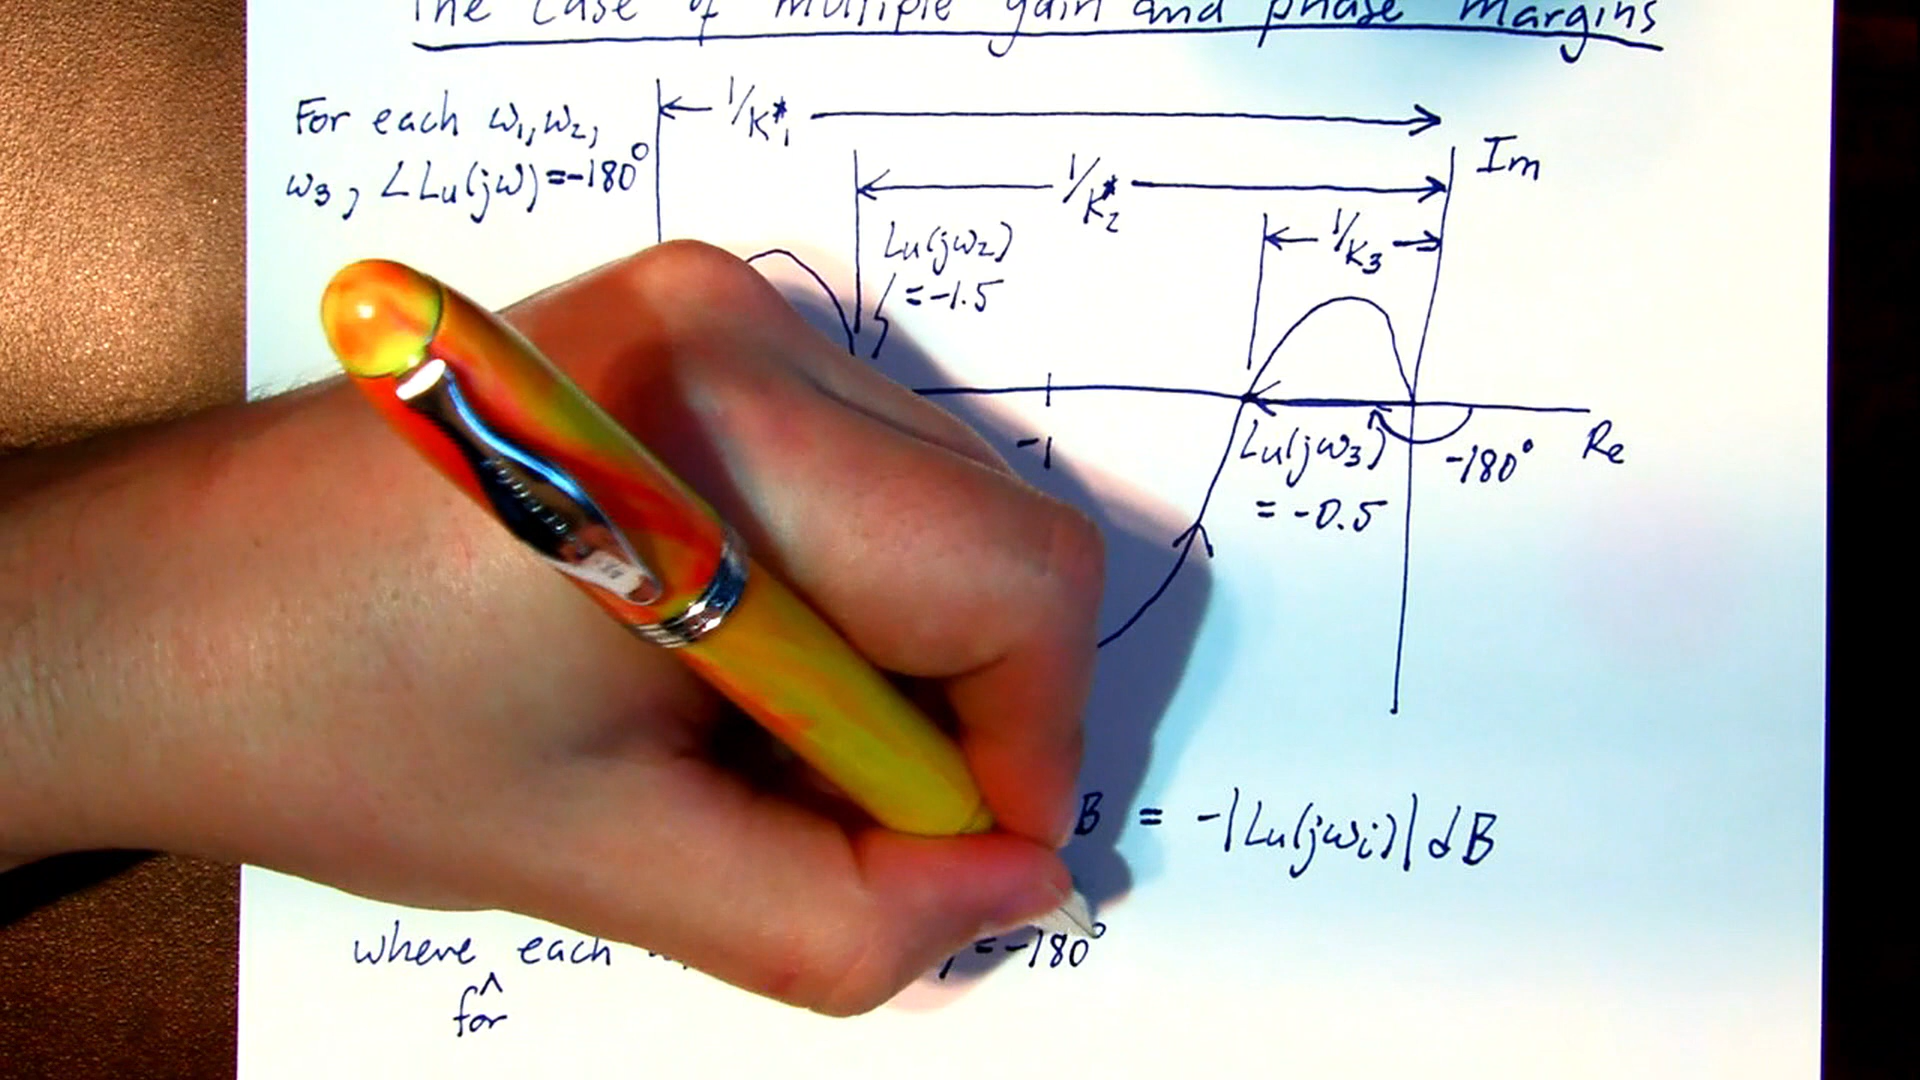 The case of multiple gain and phase margins
For each ω₁, ω₂,
ω₃, ∠Lu(jω)=-180°
1/K*₁
1/K*₂
1/K₃
Im
Lu(jω₂)
= -1.5
-1
Lu(jω₃)
= -0.5
-180°
Re
B = -|Lu(jωi)| dB
where each
= -180°
for